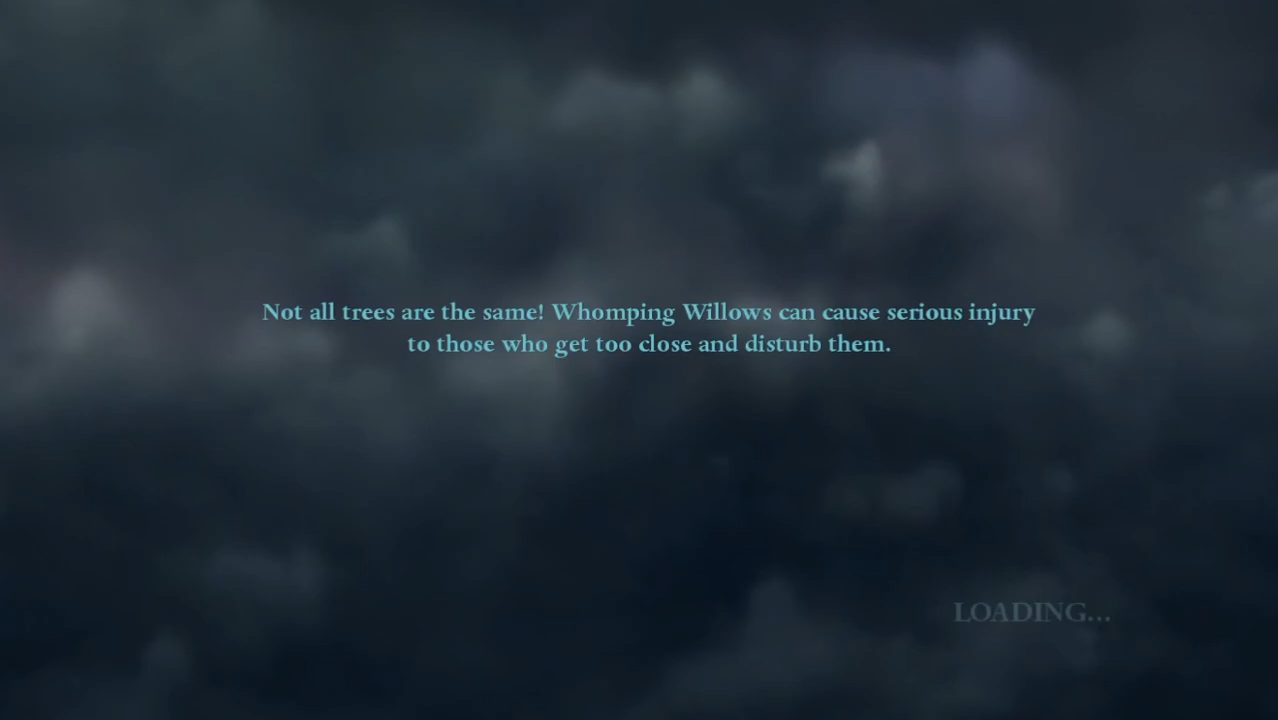 Not all trees are the same! Whomping Willows can cause serious injury
to those who get too close and disturb them.
LOADING...